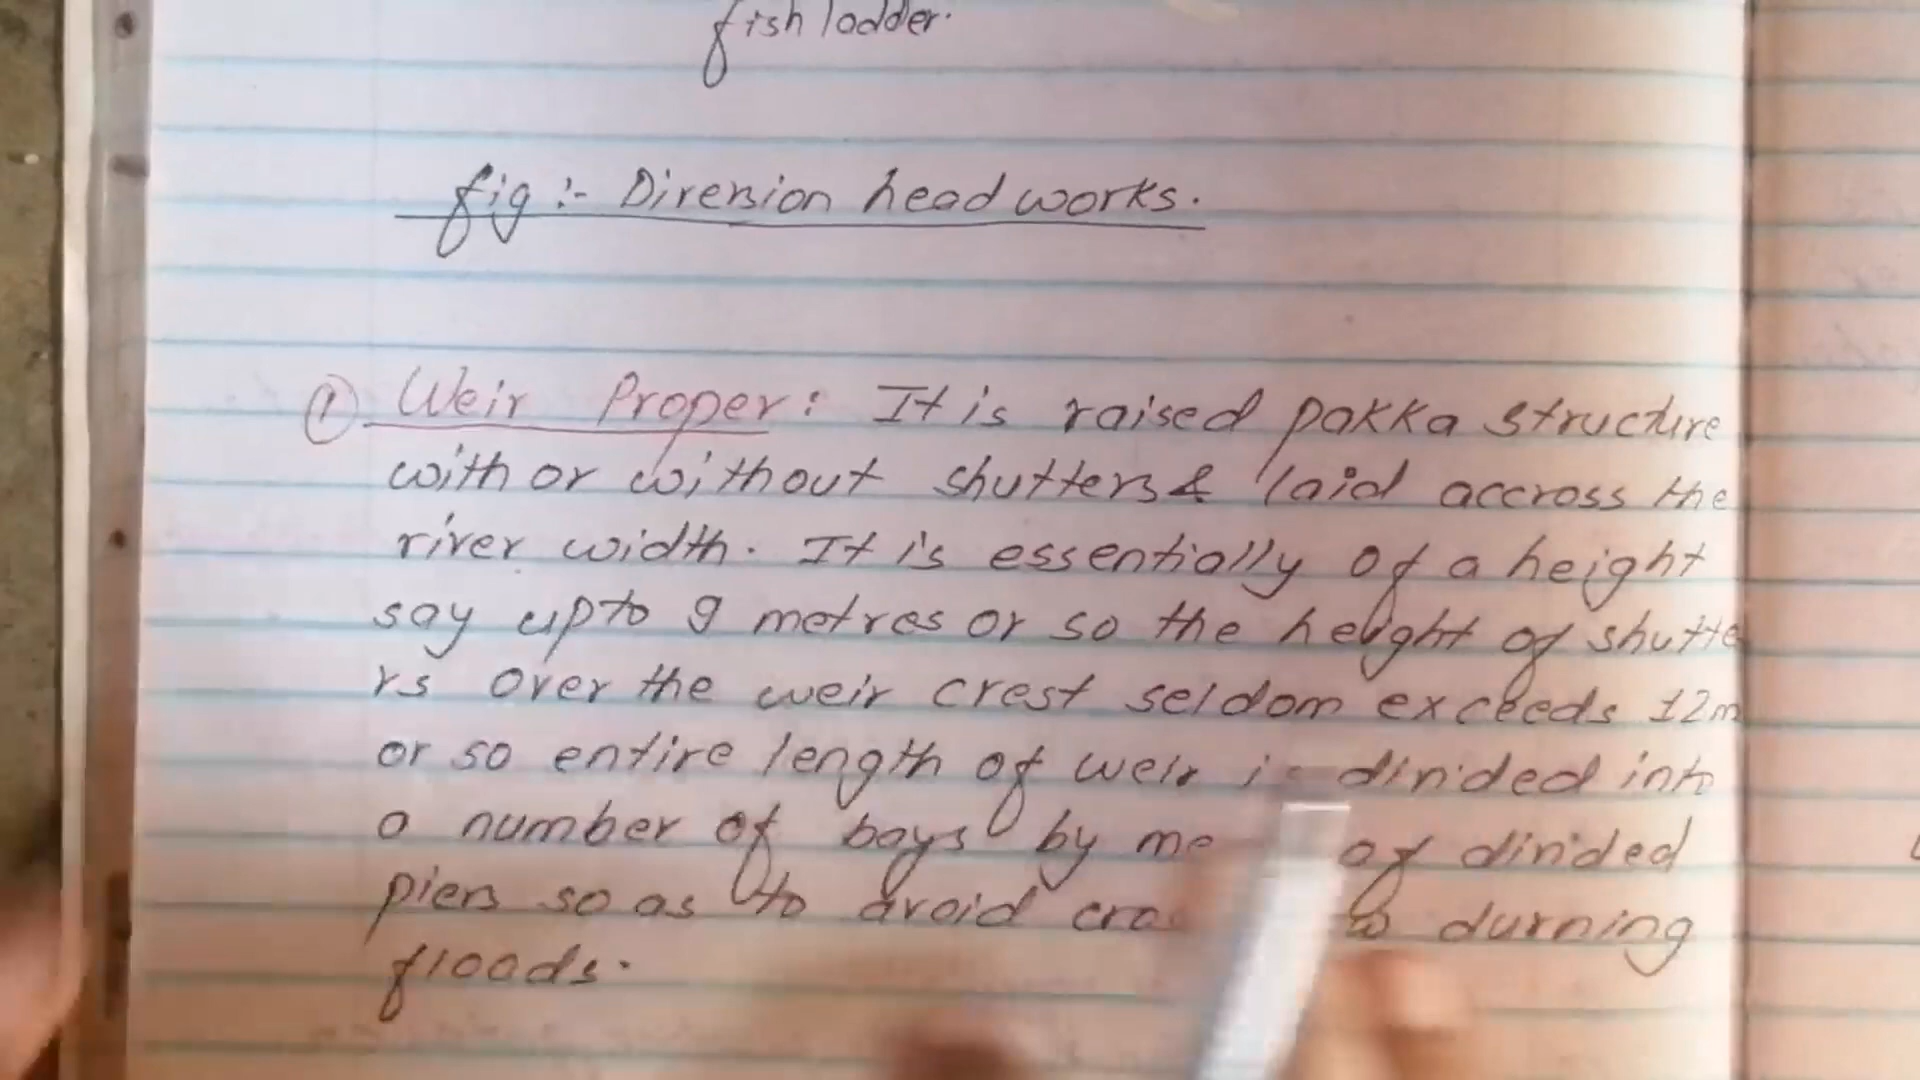 fish ladder.
fig :- Diversion head works.
① Weir Proper: It is raised pakka structure
with or without shutters & laid accross the
river width. It is essentially of a height
say upto 9 metres or so the height of shutte
rs over the weir crest seldom exceeds 12m
or so entire length of weir is divided into
a number of bays by of divided
piers so as to avoid durning
floods.